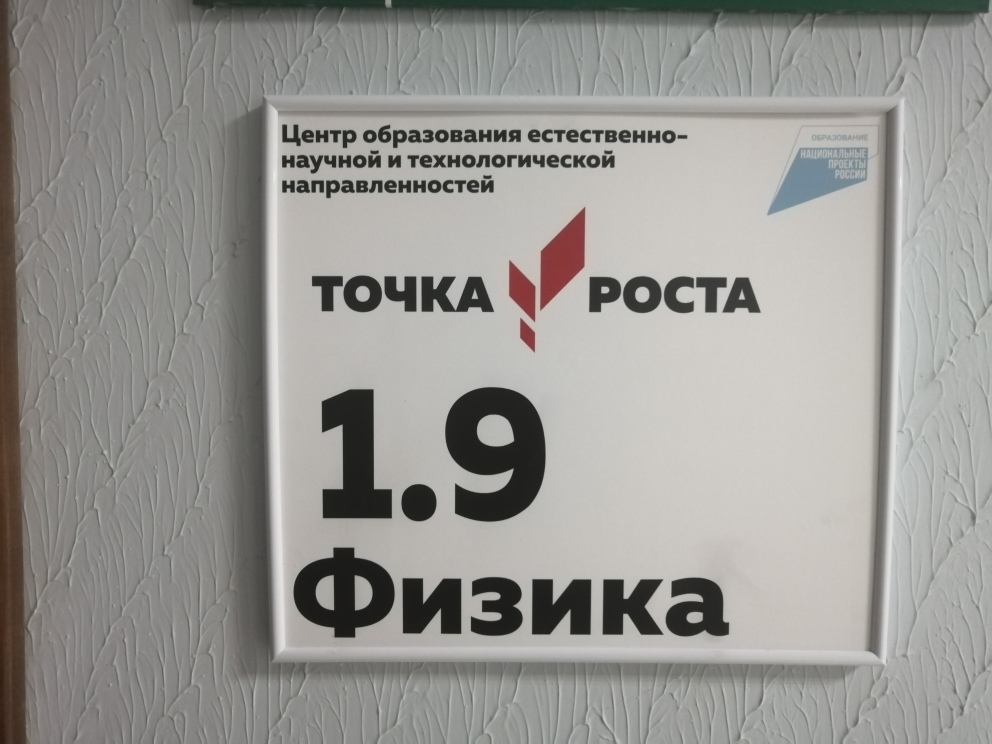 Центр образования естественно-
научной и технологической
направленностей
ОБРАЗОВАНИЕ
НАЦИОНАЛЬНЫЕ
ПРОЕКТЫ
РОССИИ
ТОЧКА РОСТА
1.9
Физика